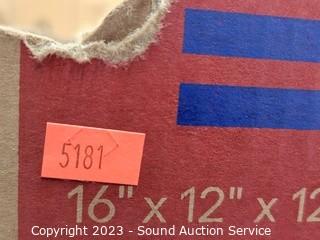 5181
16" x 12" x 12
Copyright 2023 - Sound Auction Service